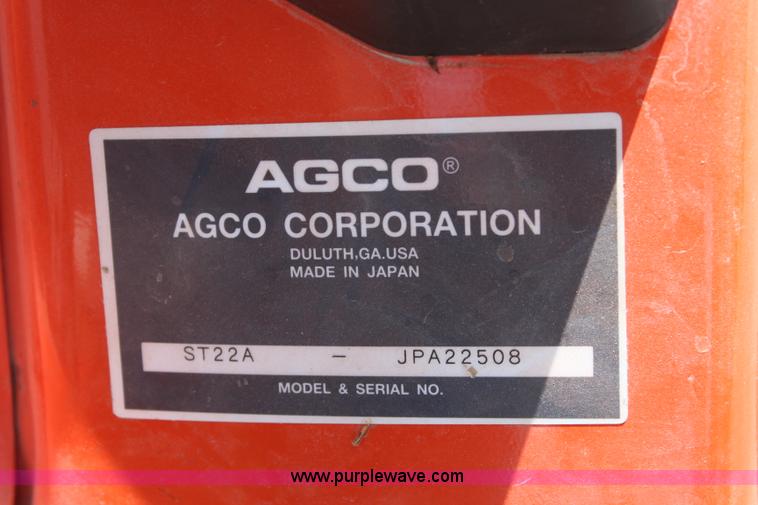 AGCO®
AGCO CORPORATION
DULUTH,GA.USA
MADE IN JAPAN
ST22A - JPA22508
MODEL & SERIAL NO.
www.purplewave.com